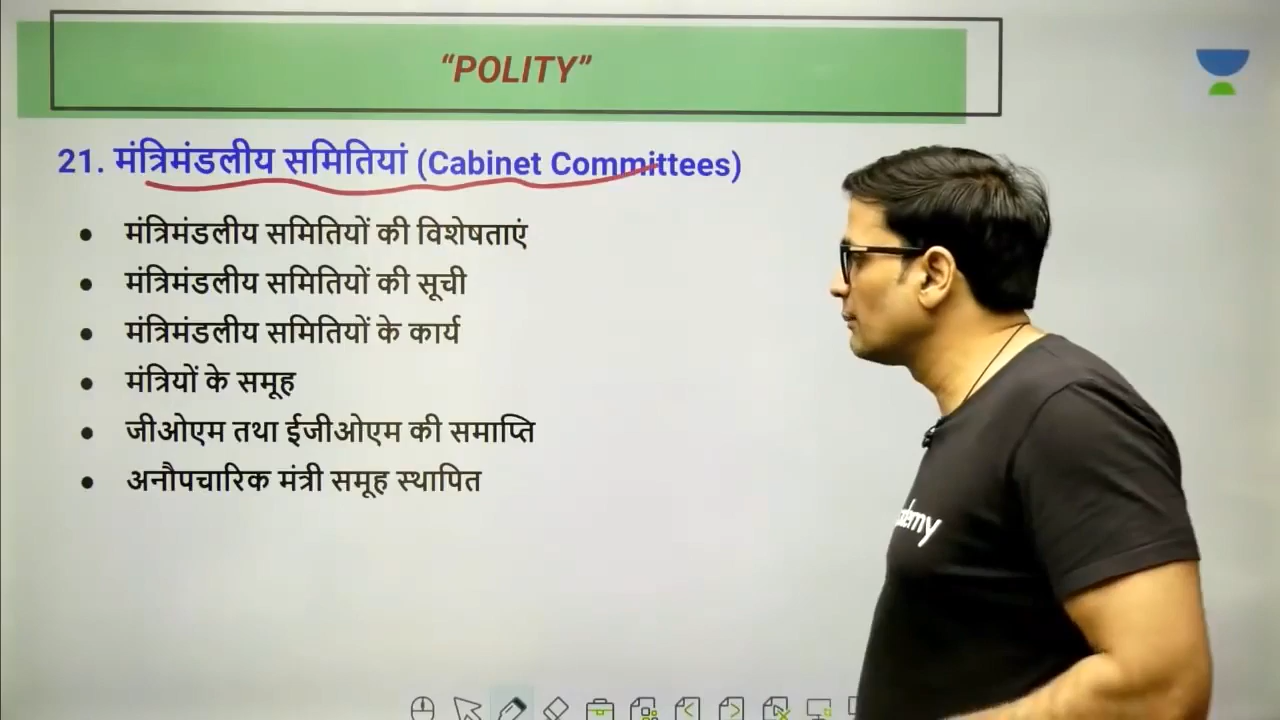 “POLITY”
21. मंत्रिमंडलीय समितियां (Cabinet Committees)
मंत्रिमंडलीय समितियों की विशेषताएं
मंत्रिमंडलीय समितियों की सूची
मंत्रिमंडलीय समितियों के कार्य
मंत्रियों के समूह
जीओएम तथा ईजीओएम की समाप्ति
अनौपचारिक मंत्री समूह स्थापित